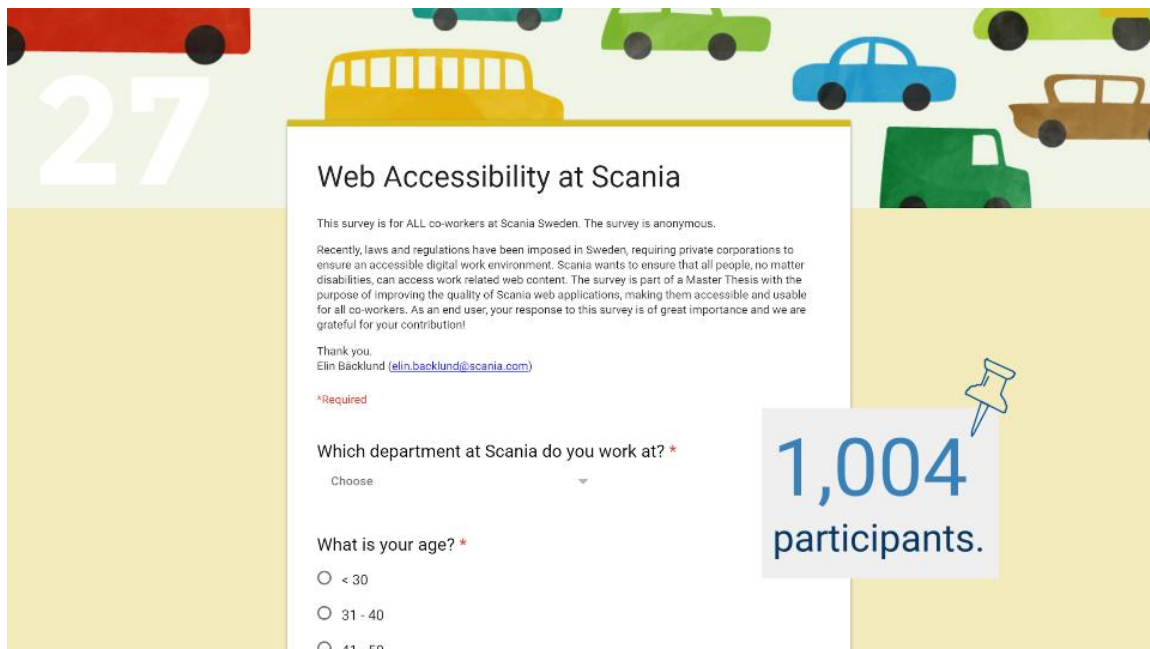 27
Web Accessibility at Scania
This survey is for ALL co-workers at Scania Sweden. The survey is anonymous.
Recently, laws and regulations have been imposed in Sweden, requiring private corporations to
ensure an accessible digital work environment. Scania wants to ensure that all people, no matter
disabilities, can access work related web content. The survey is part of a Master Thesis with the
purpose of improving the quality of Scania web applications, making them accessible and usable
for all co-workers. As an end user, your response to this survey is of great importance and we are
grateful for your contribution!
Thank you.
Elin Bäcklund (elin.backlund@scania.com)
*Required
Which department at Scania do you work at? *
Choose
1,004
participants.
What is your age? *
< 30
31 - 40